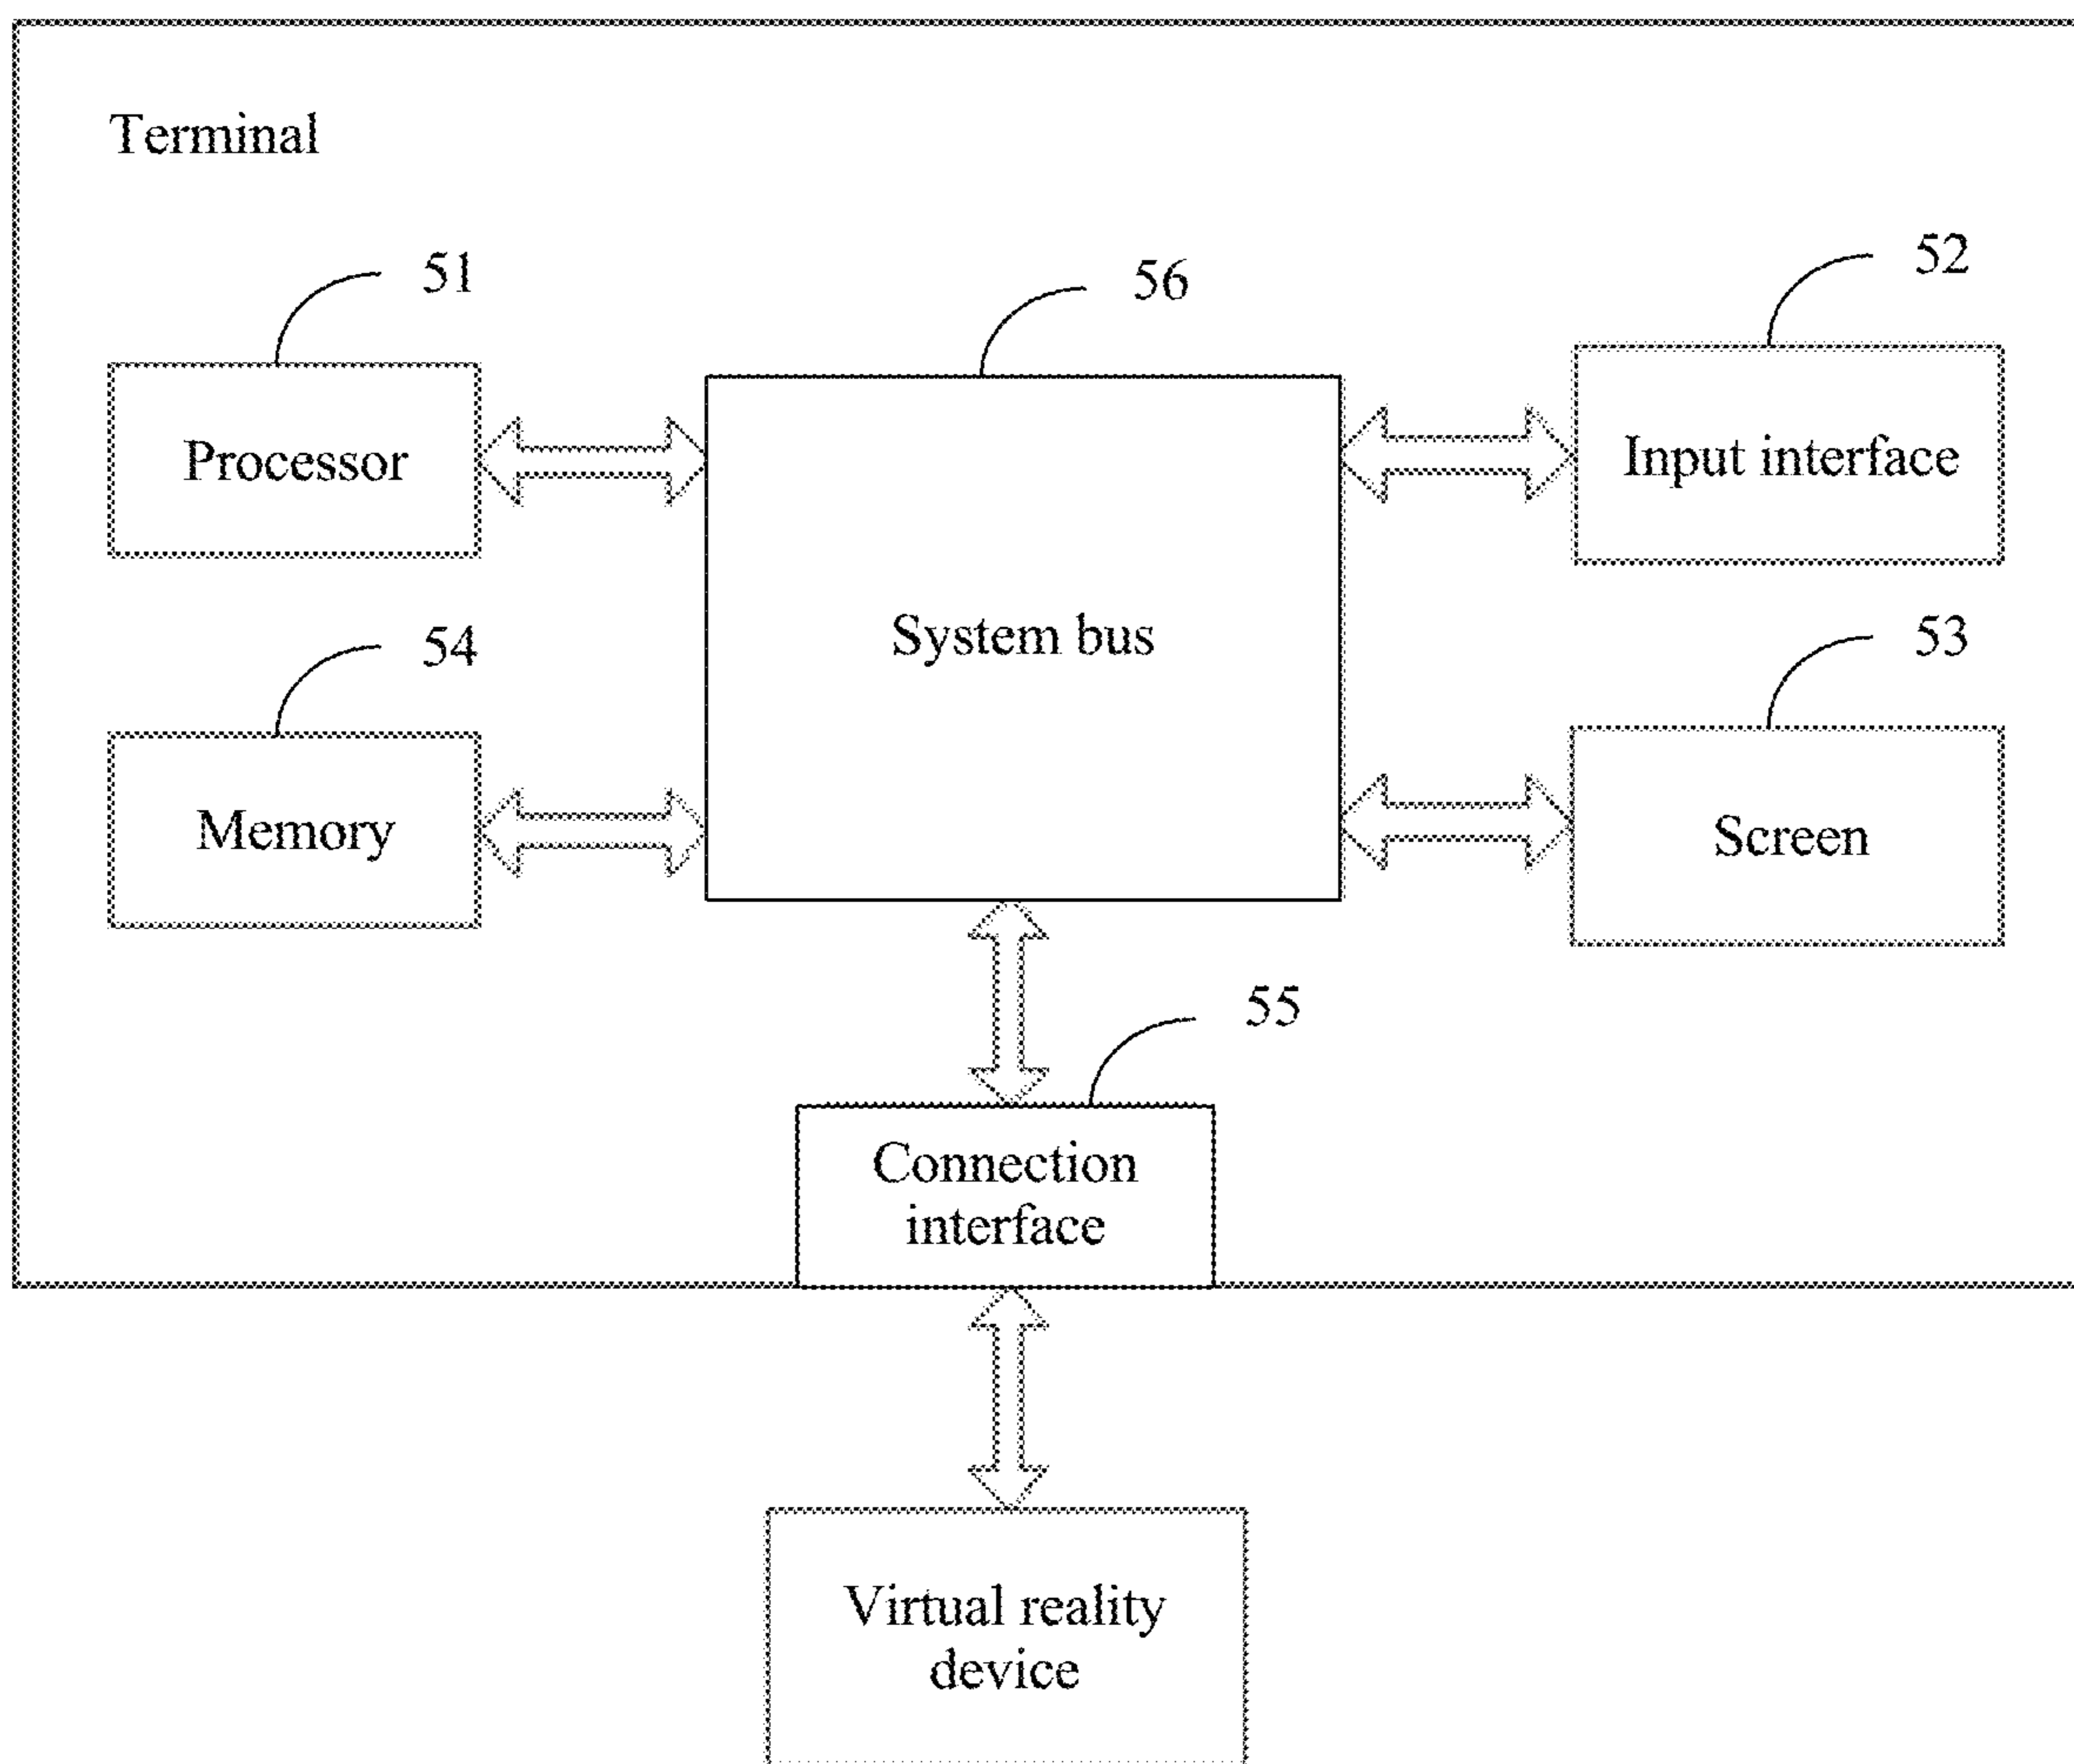 Terminal
51
56
52
Processor
Input interface
System bus
54
53
Memory
Screen
55
Connection
interface
Virtual reality
device